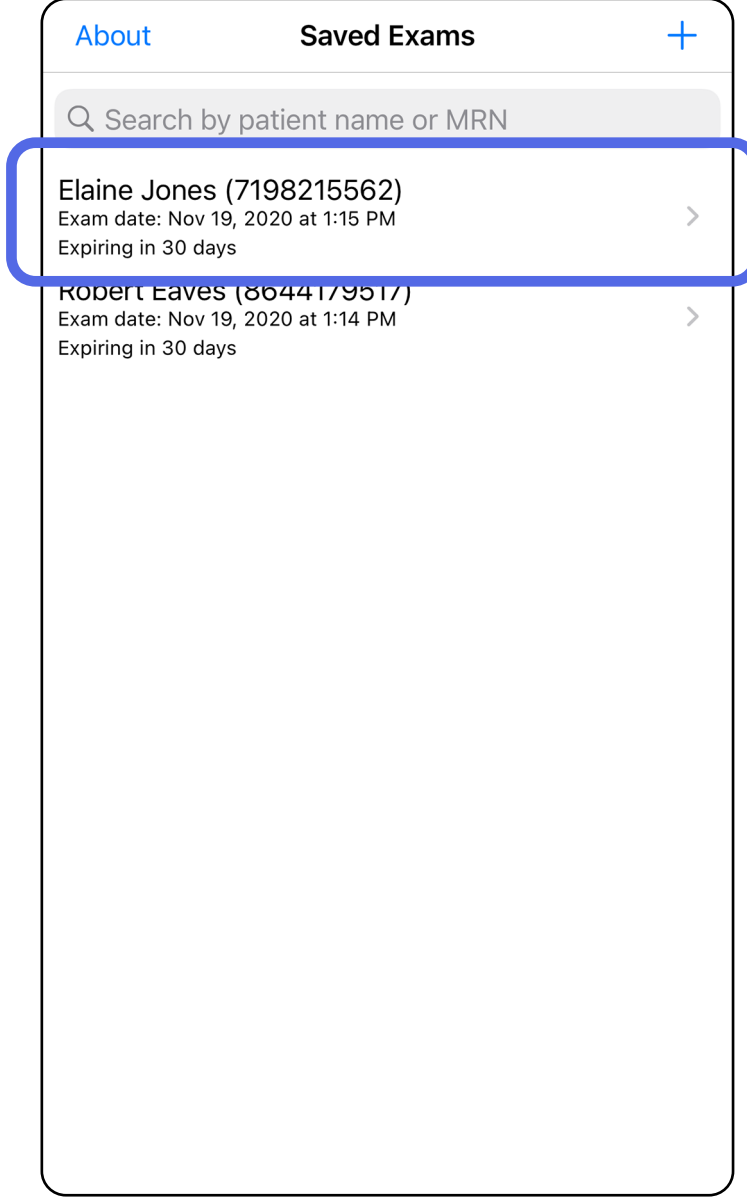 About
Saved Exams
+
Search by patient name or MRN
Elaine Jones (7198215562)
Exam date: Nov 19, 2020 at 1:15 PM
Expiring in 30 days
Robert Eaves (8644179517)
Exam date: Nov 19, 2020 at 1:14 PM
Expiring in 30 days